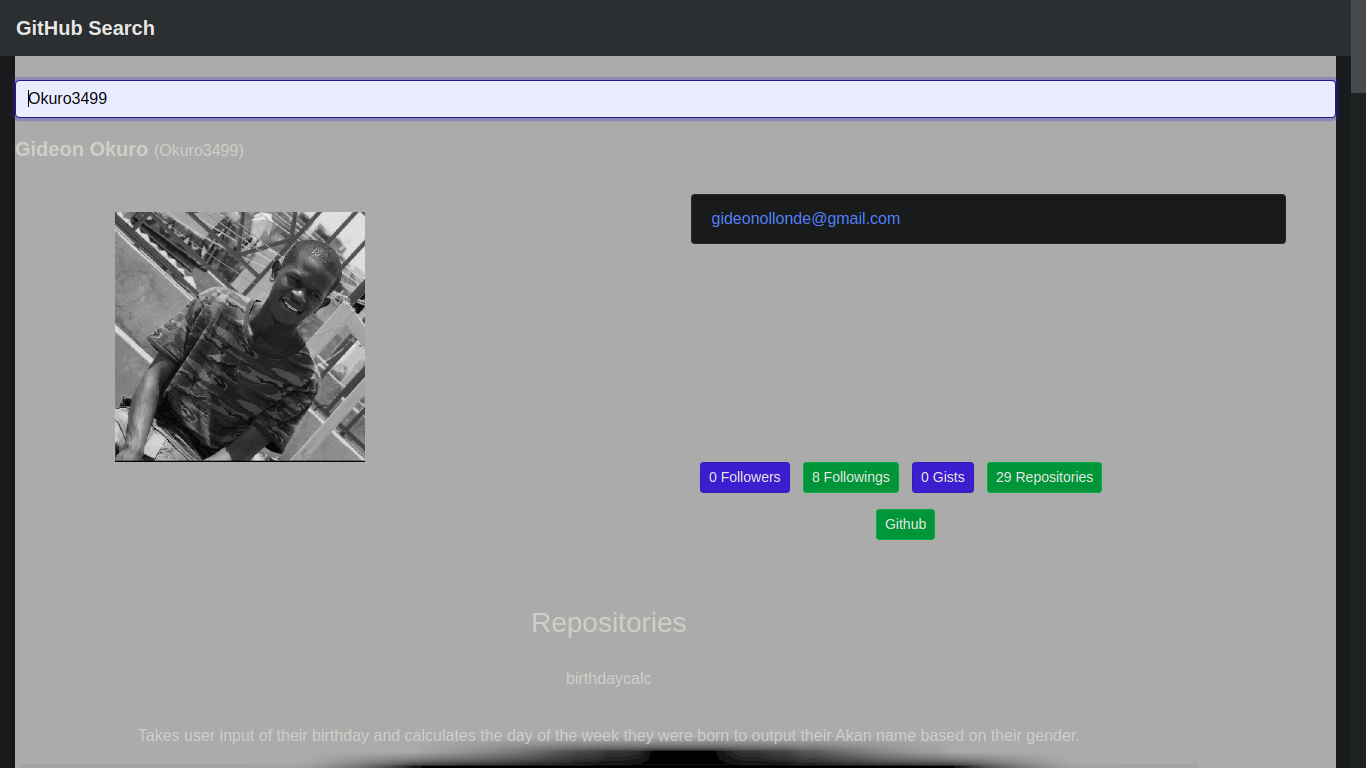 GitHub Search
Okuro3499
Gideon Okuro (Okuro3499)
gideonollonde@gmail.com
0 Followers 8 Followings 0 Gists 29 Repositories
Github
Repositories
birthdaycalc
Takes user input of their birthday and calculates the day of the week they were born to output their Akan name based on their gender.